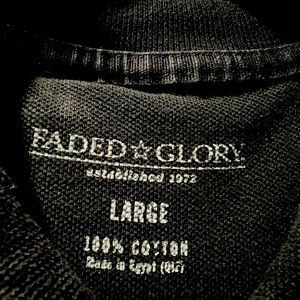 FADED ☆ GLORY
established 1972
LARGE
100% COTTON
Made in Egypt